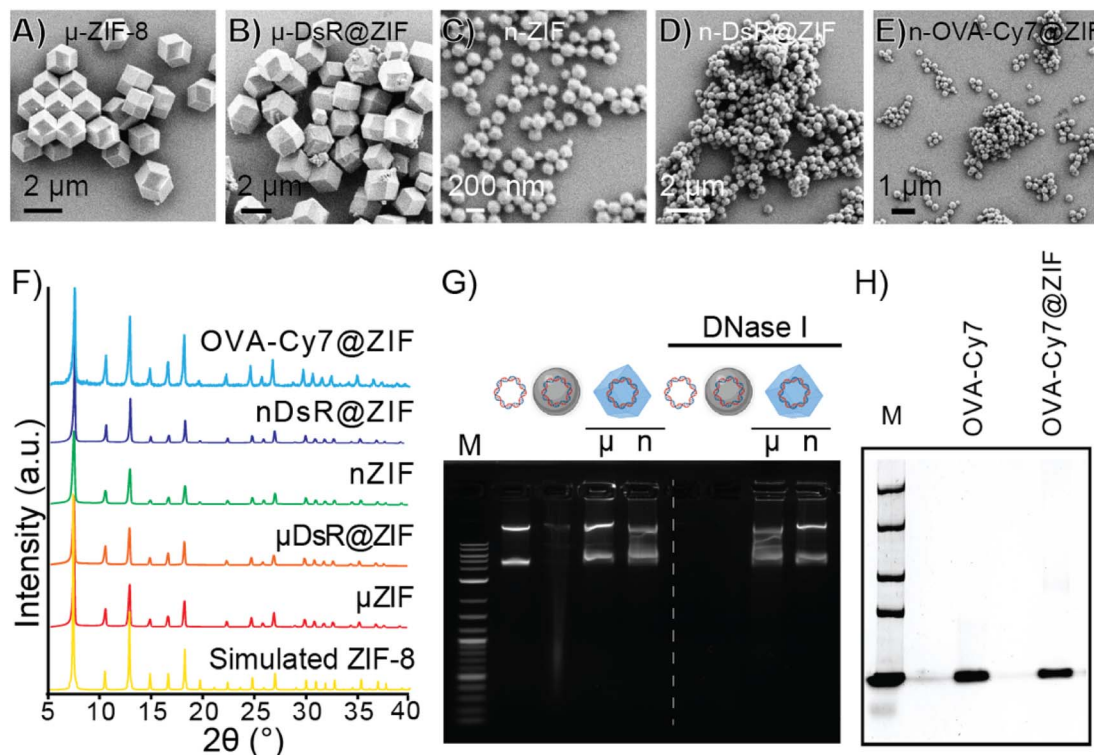 A) µ-ZIF-8
2 µm
B) µ-DsR@ZIF
2 µm
C) n-ZIF
200 nm
D) n-DsR@ZIF
2 µm
E) n-OVA-Cy7@ZIF
1 µm
F)
Intensity (a.u.)
OVA-Cy7@ZIF
nDsR@ZIF
nZIF
µDsR@ZIF
µZIF
Simulated ZIF-8
5 10 15 20 25 30 35 40
2θ (°)
G)
DNase I
M µ n µ n
H)
M
OVA-Cy7
OVA-Cy7@ZIF